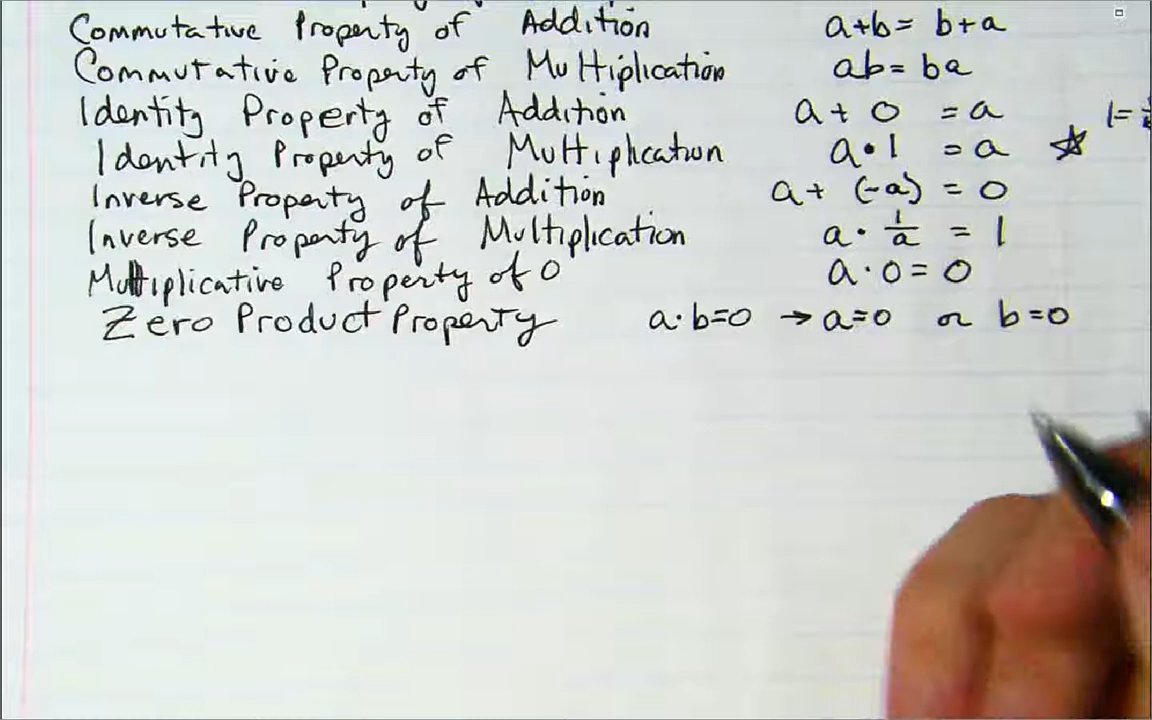 Commutative Property of Addition a+b= b+a
Commutative Property of Multiplication ab= ba
Identity Property of Addition a + 0 = a 1=
Identity Property of Multiplication a•1 = a ☆
Inverse Property of Addition a + (-a) = 0
Inverse Property of Multiplication a · 1/a = 1
Multiplicative Property of 0 a·0=0
Zero Product Property a·b=0 → a=0 or b=0